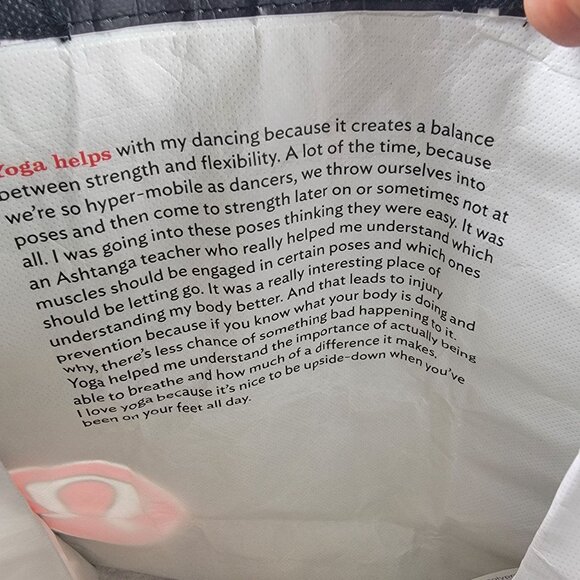 Yoga helps with my dancing because it creates a balance
between strength and flexibility. A lot of the time, because
we're so hyper-mobile as dancers, we throw ourselves into
poses and then come to strength later on or sometimes not at
all. I was going into these poses thinking they were easy. It was
an Ashtanga teacher who really helped me understand which
muscles should be engaged in certain poses and which ones
should be letting go. It was a really interesting place of
understanding my body better. And that leads to injury
prevention because if you know what your body is doing and
why, there's less chance of something bad happening to it.
Yoga helped me understand the importance of actually being
able to breathe and how much of a difference it makes.
I love yoga because it's nice to be upside-down when you've
been on your feet all day.